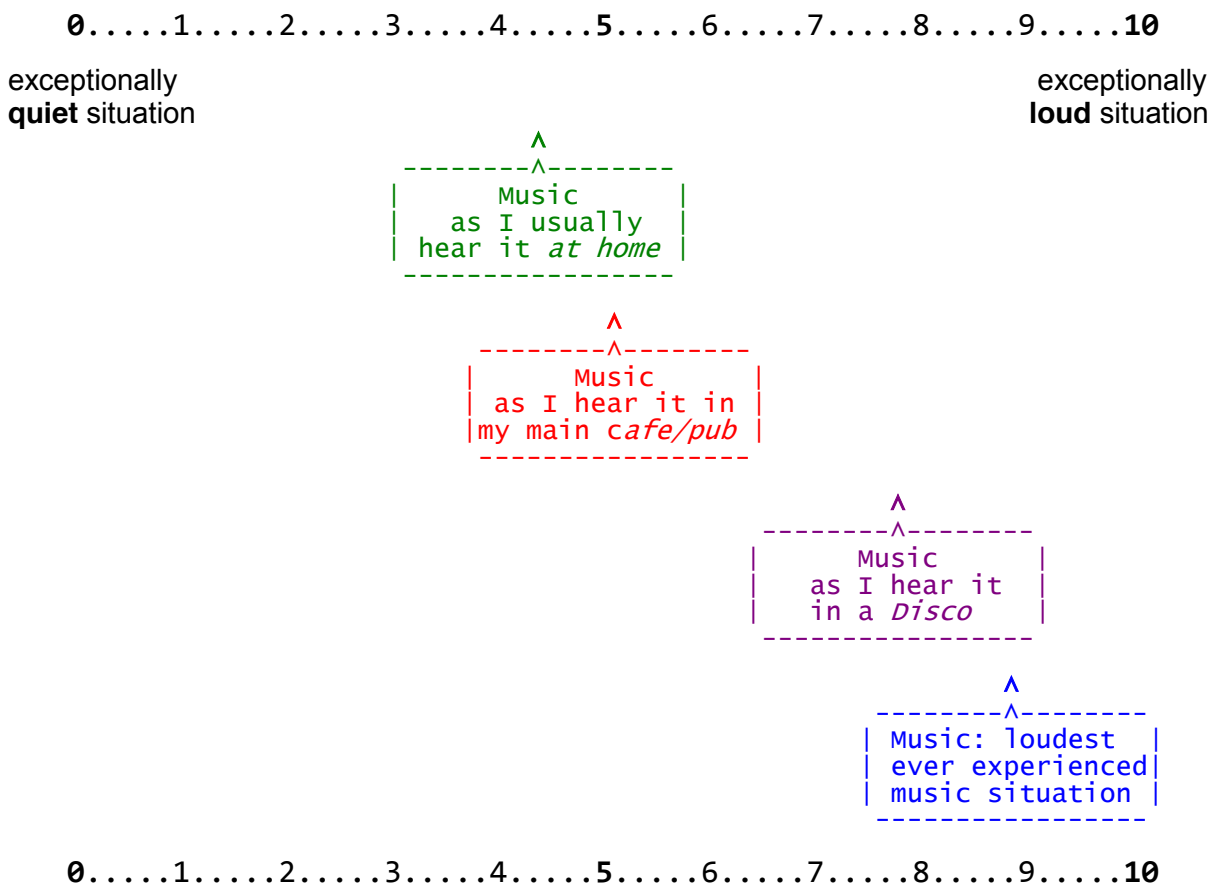 0.....1.....2.....3.....4.....5.....6.....7.....8.....9.....10
exceptionally exceptionally
quiet situation loud situation
^
--------^--------
| Music |
| as I usually |
| hear it at home |
-----------------
^
--------^--------
| Music |
| as I hear it in |
|my main cafe/pub |
-----------------
^
--------^--------
| Music |
| as I hear it |
| in a Disco |
-----------------
^
--------^--------
| Music: loudest |
| ever experienced|
| music situation |
-----------------
0.....1.....2.....3.....4.....5.....6.....7.....8.....9.....10